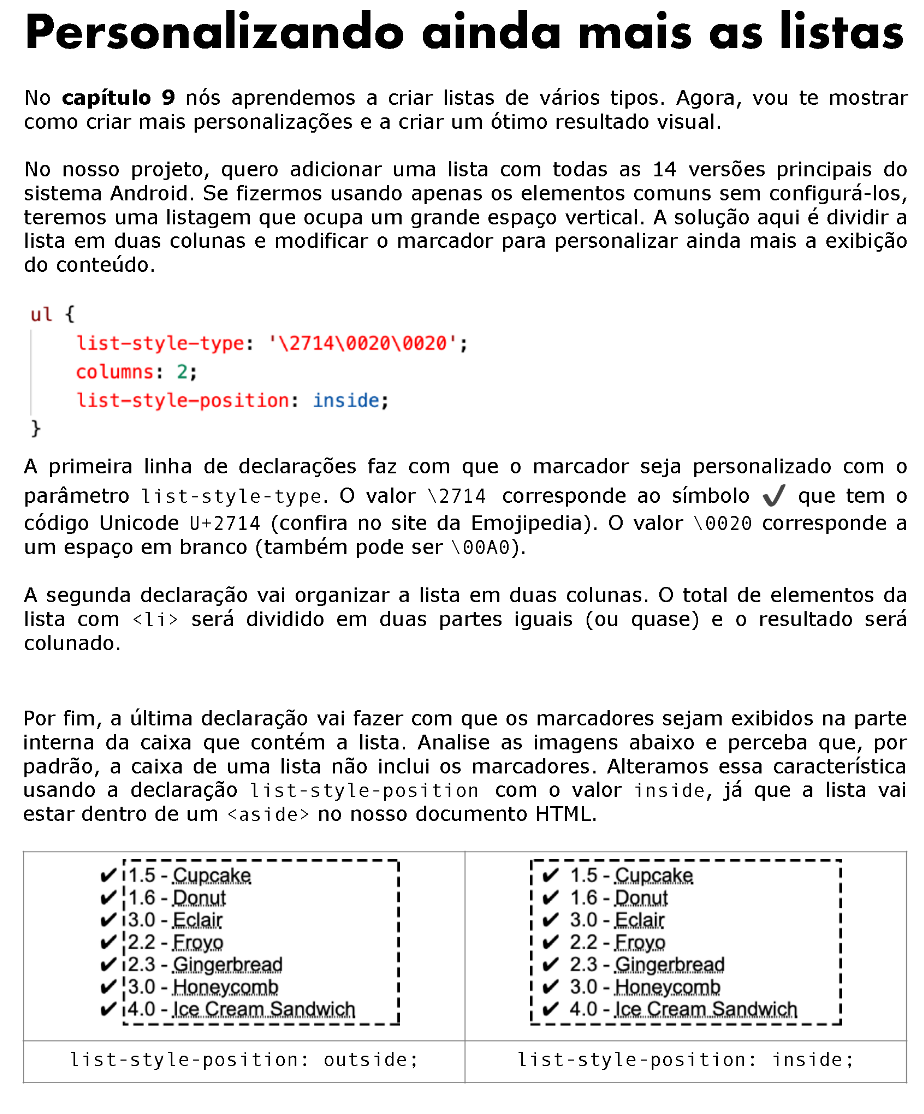 Personalizando ainda mais as listas
No capítulo 9 nós aprendemos a criar listas de vários tipos. Agora, vou te mostrar
como criar mais personalizações e a criar um ótimo resultado visual.
No nosso projeto, quero adicionar uma lista com todas as 14 versões principais do
sistema Android. Se fizermos usando apenas os elementos comuns sem configurá-los,
teremos uma listagem que ocupa um grande espaço vertical. A solução aqui é dividir a
lista em duas colunas e modificar o marcador para personalizar ainda mais a exibição
do conteúdo.
ul {
    list-style-type: '\2714\0020\0020';
    columns: 2;
    list-style-position: inside;
}
A primeira linha de declarações faz com que o marcador seja personalizado com o
parâmetro list-style-type. O valor \2714 corresponde ao símbolo ✔ que tem o
código Unicode U+2714 (confira no site da Emojipedia). O valor \0020 corresponde a
um espaço em branco (também pode ser \00A0).
A segunda declaração vai organizar a lista em duas colunas. O total de elementos da
lista com <li> será dividido em duas partes iguais (ou quase) e o resultado será
colunado.
Por fim, a última declaração vai fazer com que os marcadores sejam exibidos na parte
interna da caixa que contém a lista. Analise as imagens abaixo e perceba que, por
padrão, a caixa de uma lista não inclui os marcadores. Alteramos essa característica
usando a declaração list-style-position com o valor inside, já que a lista vai
estar dentro de um <aside> no nosso documento HTML.
✔ 1.5 - Cupcake
✔ 1.6 - Donut
✔ 3.0 - Eclair
✔ 2.2 - Froyo
✔ 2.3 - Gingerbread
✔ 3.0 - Honeycomb
✔ 4.0 - Ice Cream Sandwich
list-style-position: outside;
✔ 1.5 - Cupcake
✔ 1.6 - Donut
✔ 3.0 - Eclair
✔ 2.2 - Froyo
✔ 2.3 - Gingerbread
✔ 3.0 - Honeycomb
✔ 4.0 - Ice Cream Sandwich
list-style-position: inside;